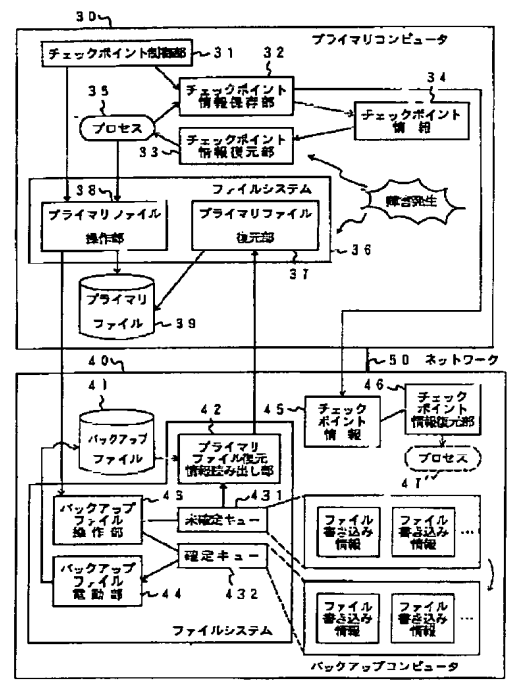 30
プライマリコンピュータ
チェックポイント制御部
31
32
チェックポイント
情報保存部
34
チェックポイント
情報
35
プロセス
33
チェックポイント
情報復元部
障害発生
ファイルシステム
38
プライマリファイル
操作部
プライマリファイル
復元部
36
37
プライマリ
ファイル
39
40
50 ネットワーク
41
バックアップ
ファイル
42
プライマリ
ファイル復元
情報読み出し部
45
チェック
ポイント
情報
46
チェック
ポイント
情報復元部
プロセス
47
43
バックアップ
ファイル
操作部
431
未確定キュー
確定キュー
432
バックアップ
ファイル
電動部
44
ファイルシステム
ファイル
書き込み
情報
ファイル
書き込み
情報
...
ファイル
書き込み
情報
ファイル
書き込み
情報
...
バックアップコンピュータ